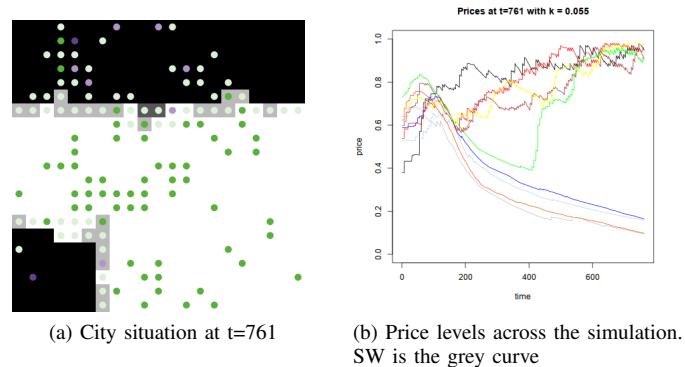 Prices at t=761 with k = 0.055
1.0
0.8
0.6
0.4
0.2
0.0
price
0
200
400
600
time
(a) City situation at t=761
(b) Price levels across the simulation.
SW is the grey curve